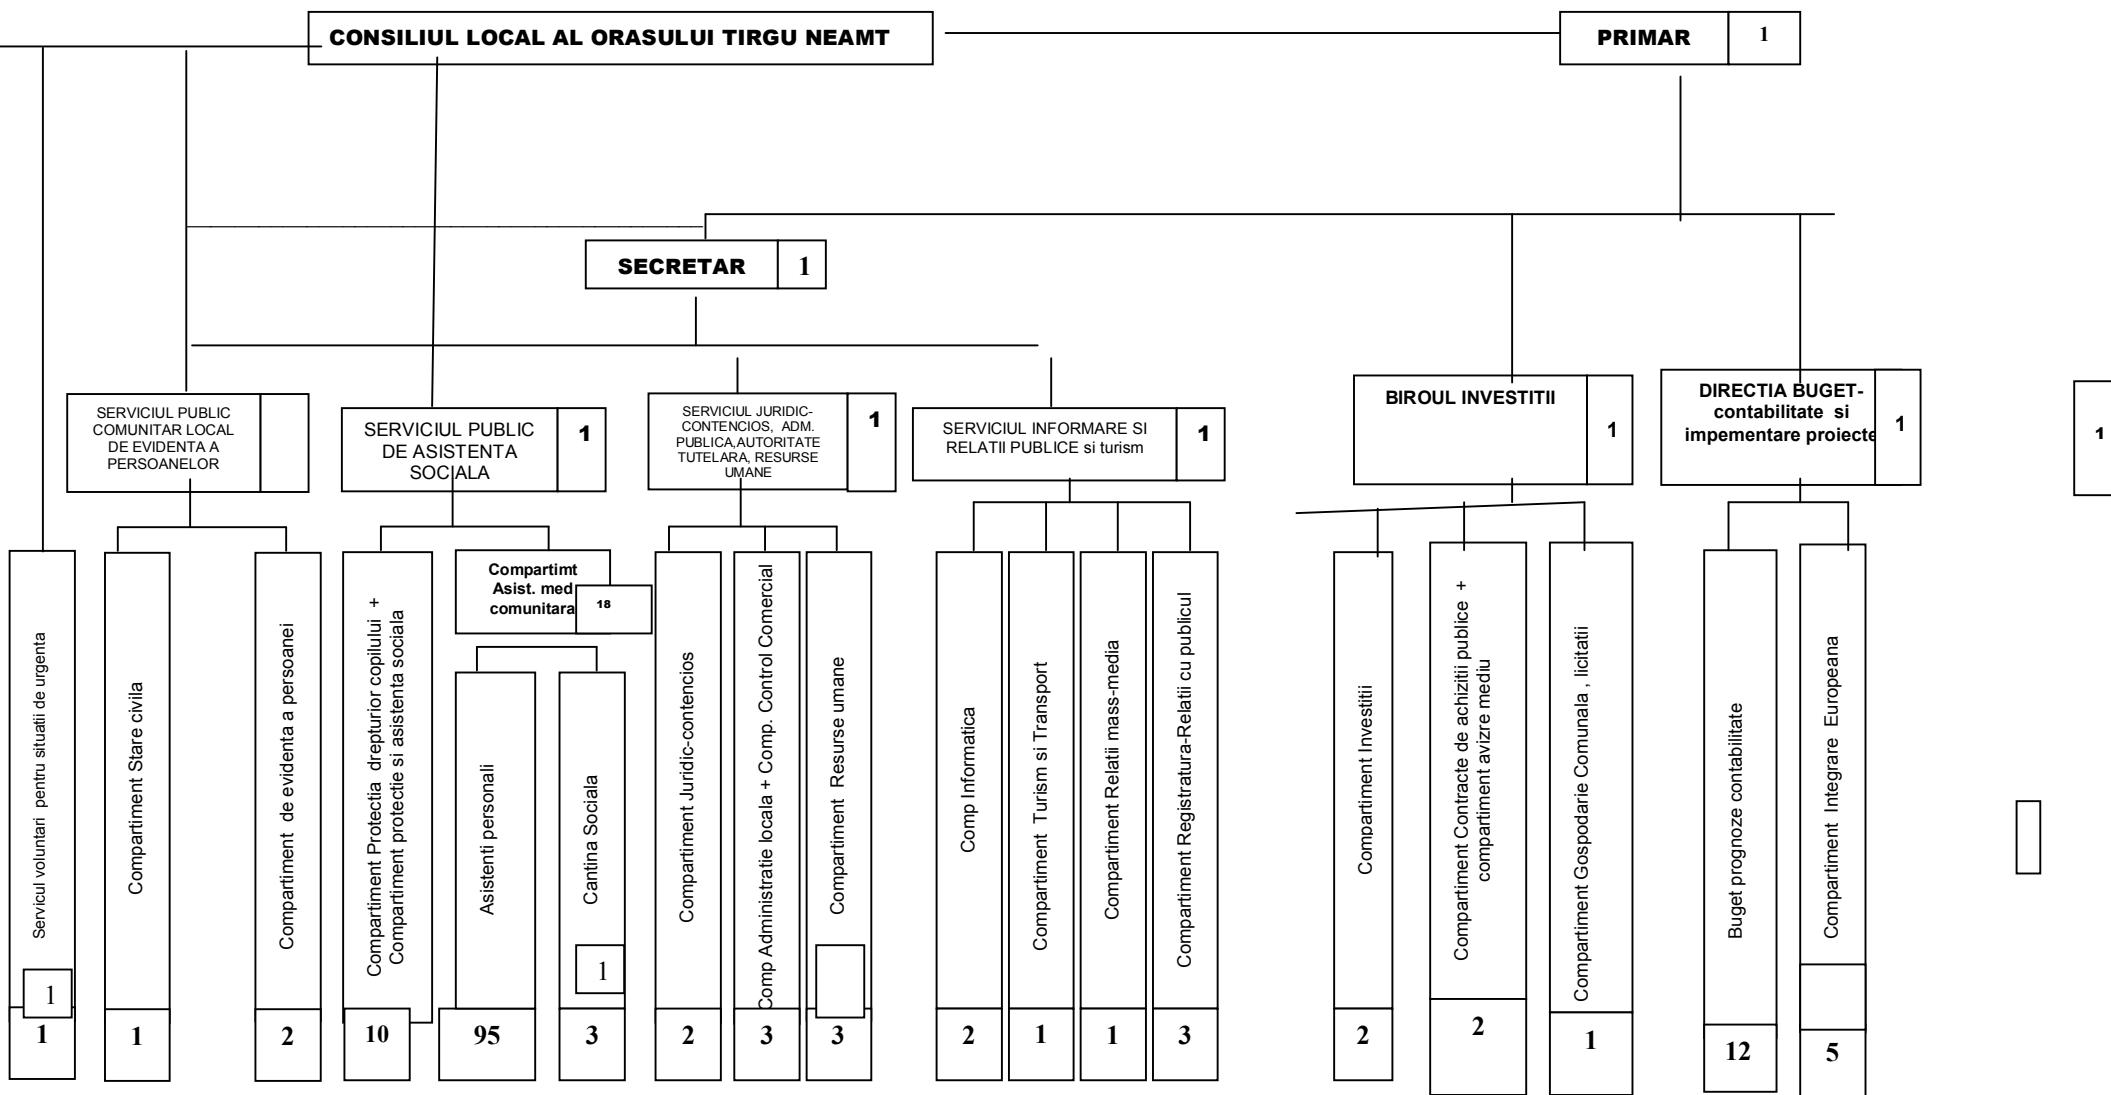 CONSILIUL LOCAL AL ORASULUI TIRGU NEAMT
PRIMAR
1
SECRETAR
1
SERVICIUL PUBLIC
COMUNITAR LOCAL
DE EVIDENTA A
PERSOANELOR
SERVICIUL PUBLIC
DE ASISTENTA
SOCIALA
1
SERVICIUL JURIDIC-
CONTENCIOS, ADM.
PUBLICA,AUTORITATE
TUTELARA, RESURSE
UMANE
1
SERVICIUL INFORMARE SI
RELATII PUBLICE si turism
1
BIROUL INVESTITII
1
DIRECTIA BUGET-
contabilitate si
impementare proiecte
1
1
Serviciul voluntari pentru situatii de urgenta
1
1
Compartiment Stare civila
1
Compartiment de evidenta a persoanei
2
Compartiment Protectia drepturior copilului +
Compartiment protectie si asistenta sociala
10
Compartimt
Asist. med
comunitara
18
Asistenti personali
95
Cantina Sociala
1
3
Compartiment Juridic-contencios
2
Comp Administratie locala + Comp. Control Comercial
3
Compartiment Resurse umane
3
Comp Informatica
2
Compartiment Turism si Transport
1
Compartiment Relatii mass-media
1
Compartiment Registratura-Relatii cu publicul
3
Compartiment Investitii
2
Compartiment Contracte de achizitii publice +
compartiment avizre mediu
2
Compartiment Gospodarie Comunala , licitatii
1
Buget prognoze contabilitate
12
Compartiment Integrare Europeana
5